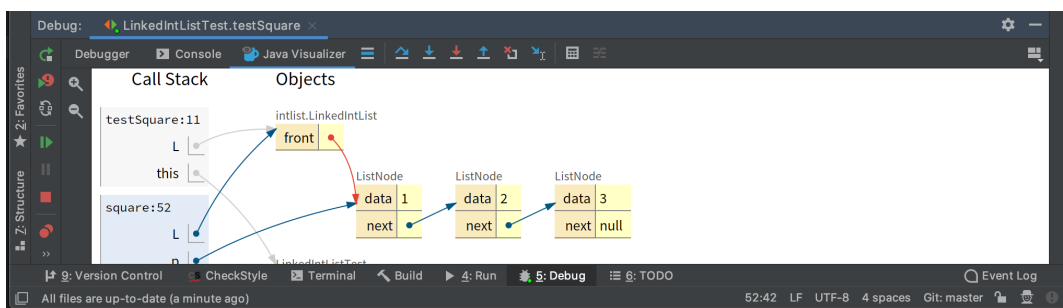 Debug: LinkedIntListTest.testSquare ×
Debugger Console Java Visualizer
2: Favorites
Z: Structure
9
Call Stack Objects
testSquare:11
L
this
square:52
L
p
intlist.LinkedIntList
front
ListNode
data 1
next
ListNode
data 2
next
ListNode
data 3
next null
LinkedIntListTest
9: Version Control CheckStyle Terminal Build 4: Run 5: Debug 6: TODO Event Log
All files are up-to-date (a minute ago) 52:42 LF UTF-8 4 spaces Git: master